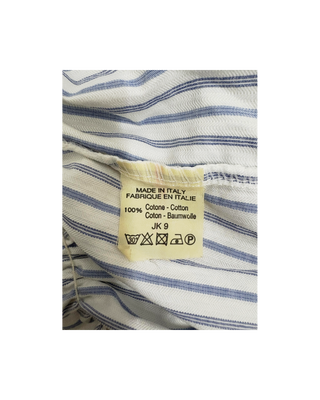 MADE IN ITALY
FABRIQUE EN ITALIE
100% Cotone - Cotton
Coton - Baumwolle
JK 9